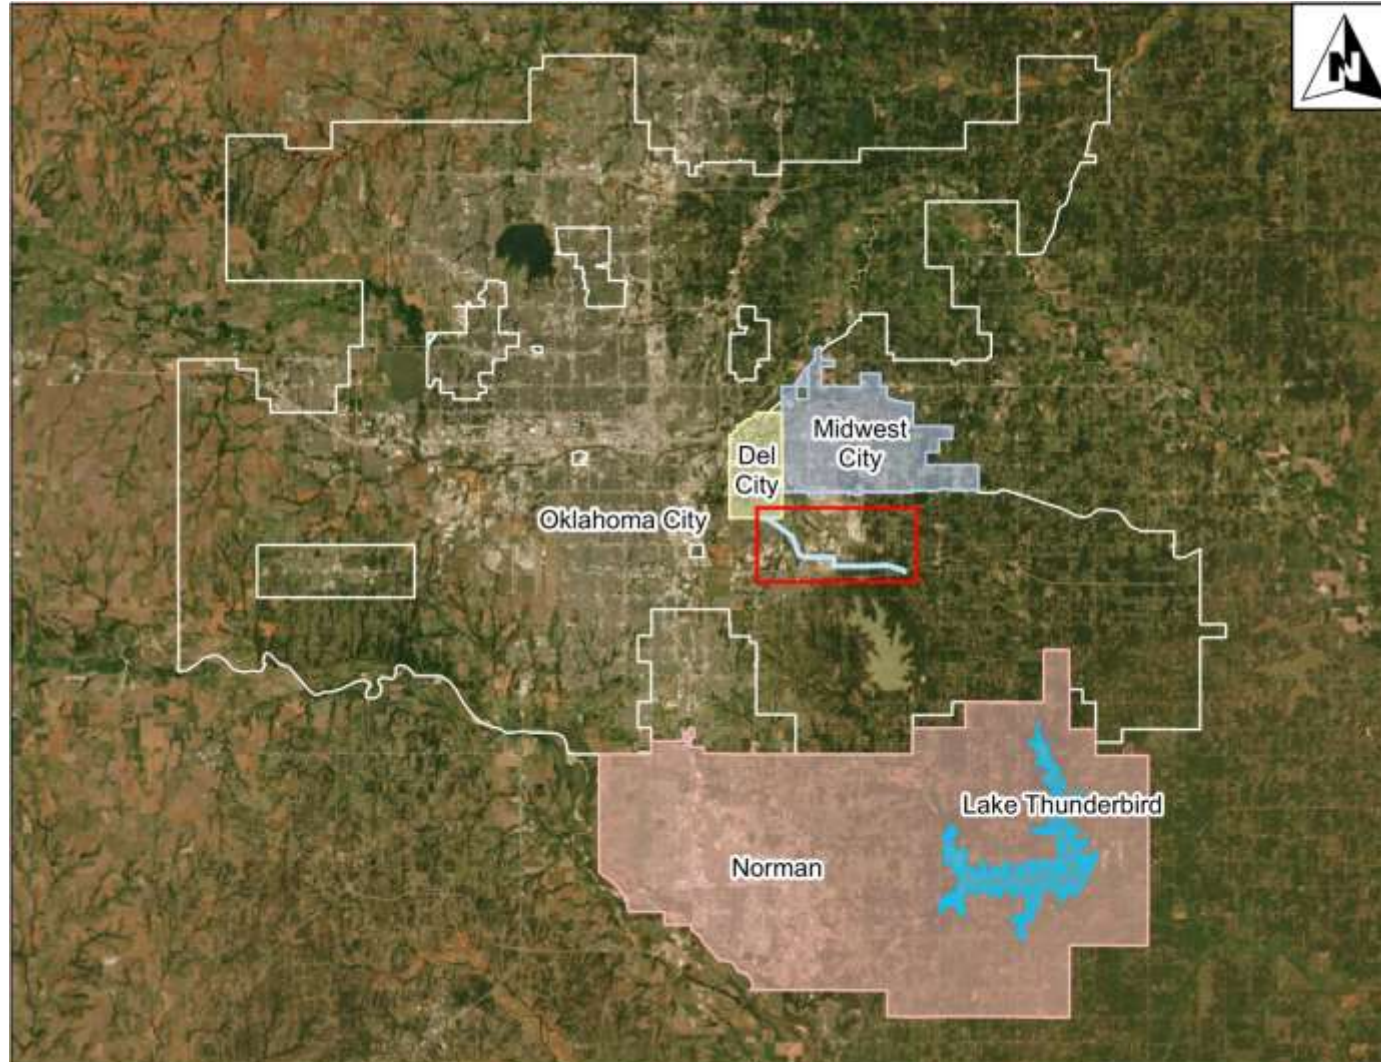 N
Midwest
City
Del
City
Oklahoma City
Lake Thunderbird
Norman